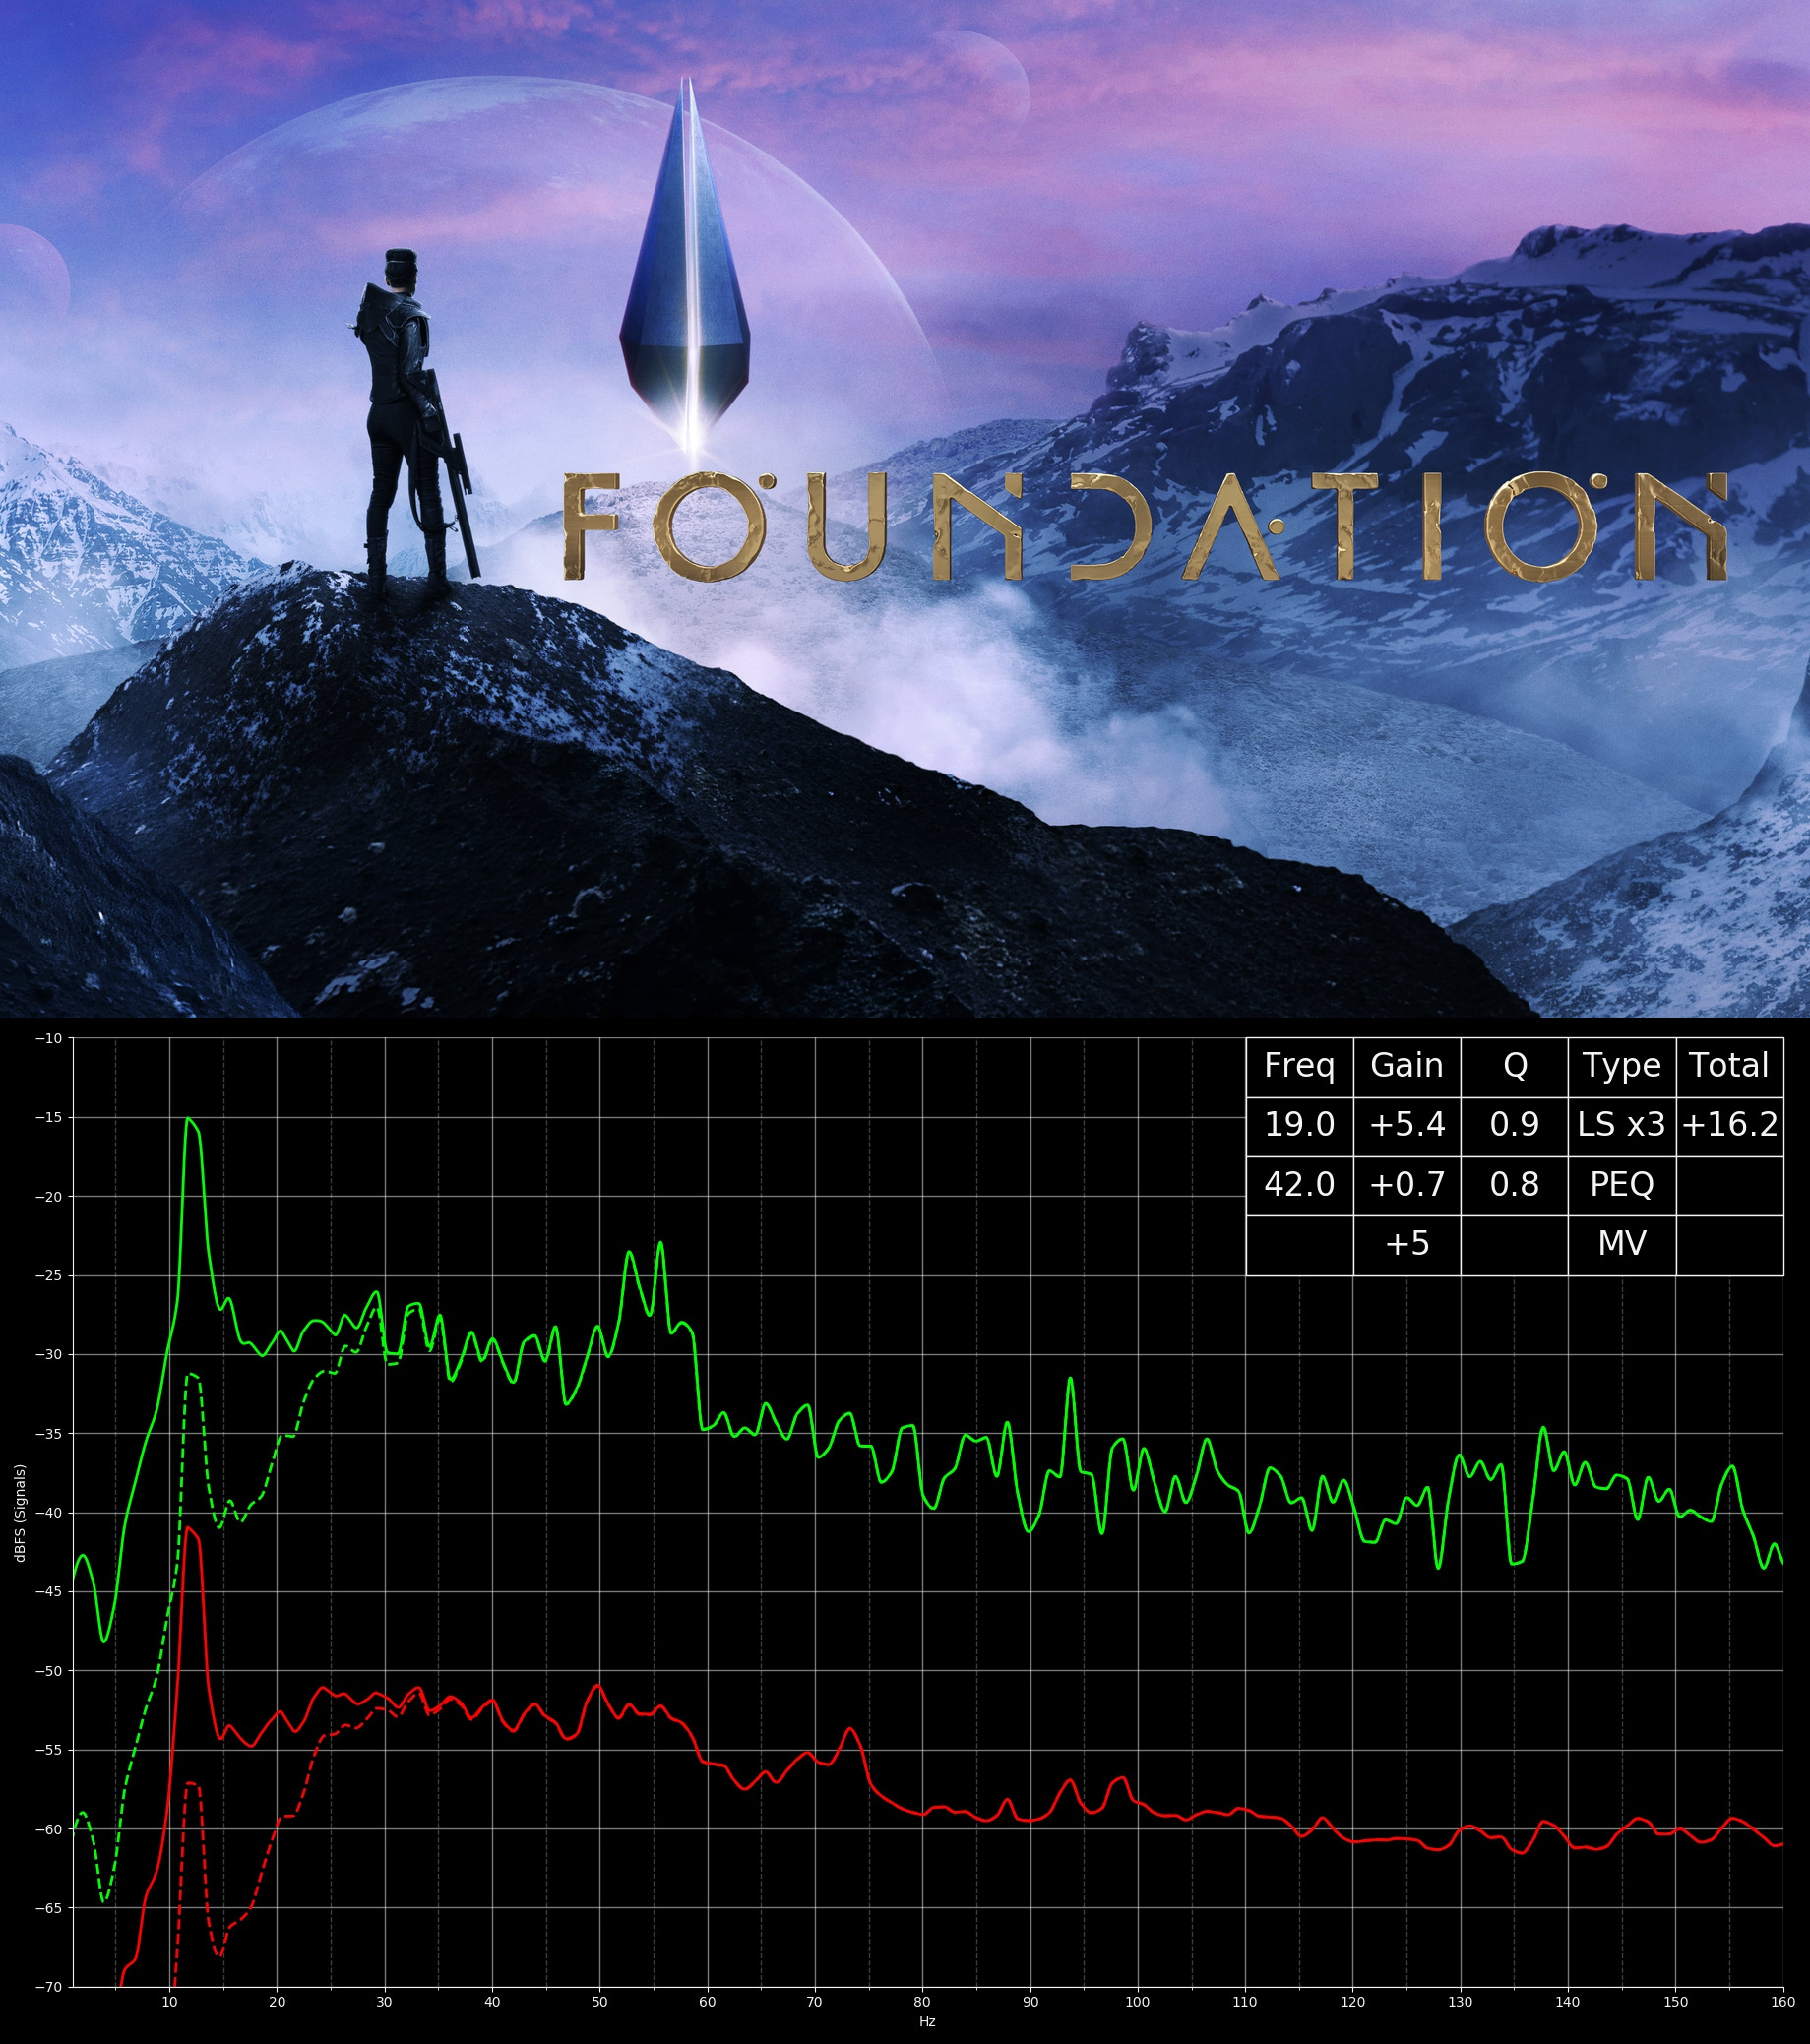 FOUNDATION
Freq Gain Q Type Total
19.0 +5.4 0.9 LS x3 +16.2
42.0 +0.7 0.8 PEQ
+5 MV
−10
−15
−20
−25
−30
−35
−40
−45
−50
−55
−60
−65
−70
dBFS (Signals)
10 20 30 40 50 60 70 80 90 100 110 120 130 140 150 160
Hz